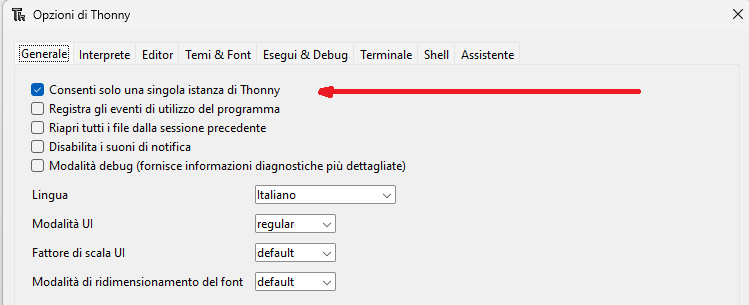 Opzioni di Thonny
Generale Interprete Editor Temi & Font Esegui & Debug Terminale Shell Assistente
Consenti solo una singola istanza di Thonny
Registra gli eventi di utilizzo del programma
Riapri tutti i file dalla sessione precedente
Disabilita i suoni di notifica
Modalità debug (fornisce informazioni diagnostiche più dettagliate)
Lingua Italiano
Modalità UI regular
Fattore di scala UI default
Modalità di ridimensionamento del font default